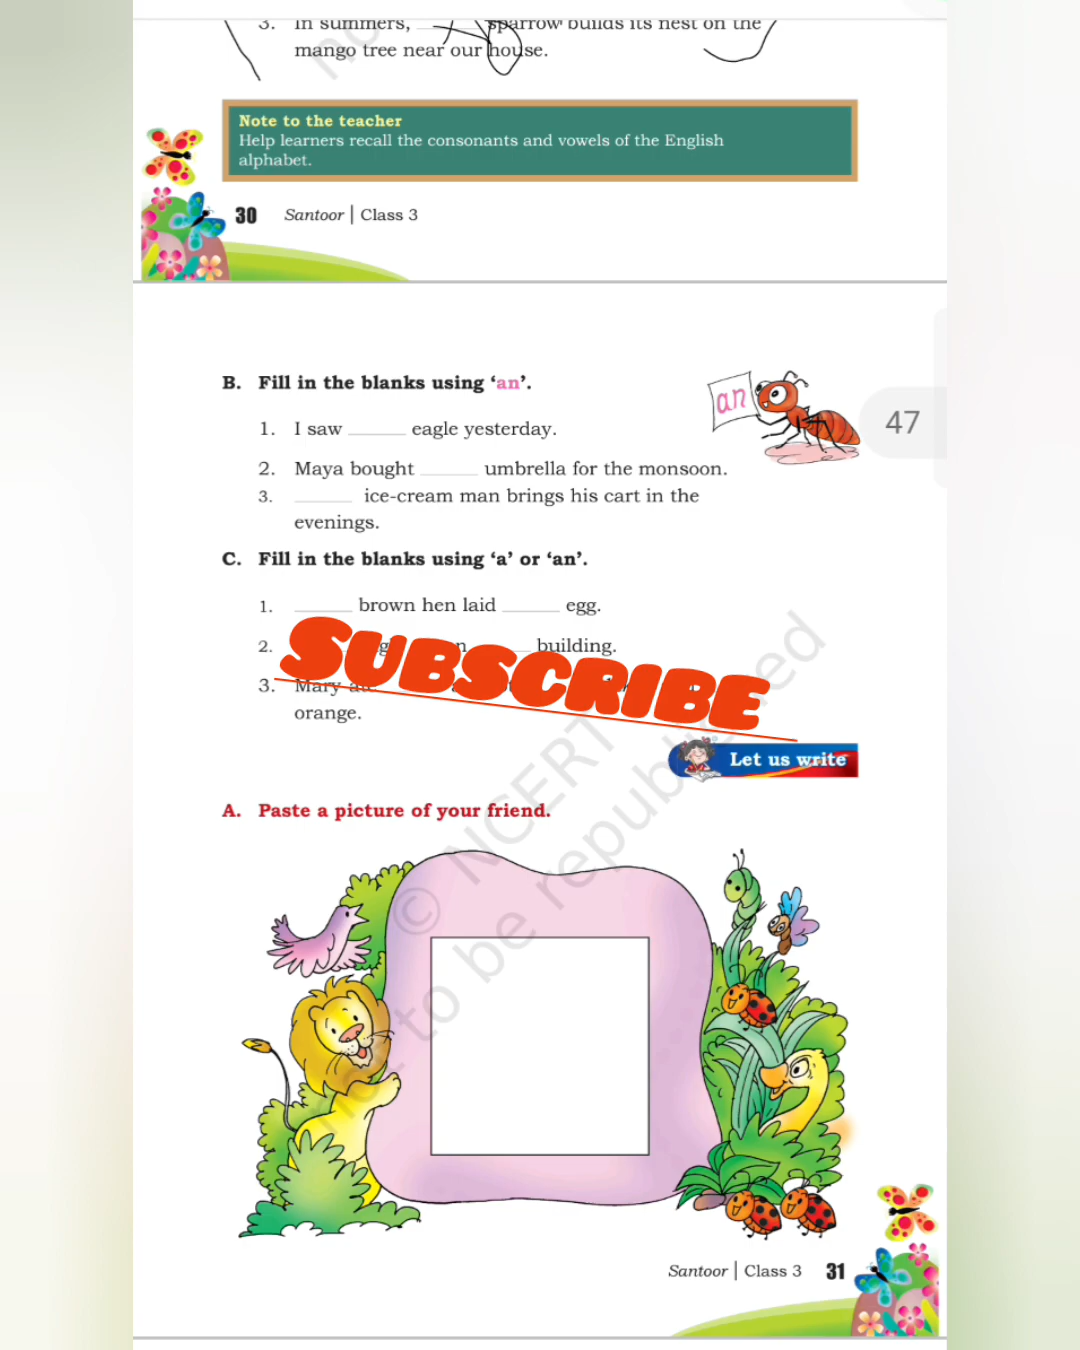 3. In summers, ______ sparrow builds its nest on the
mango tree near our house.
Note to the teacher
Help learners recall the consonants and vowels of the English
alphabet.
30 Santoor | Class 3
47
B. Fill in the blanks using ‘an’.
an
1. I saw ______ eagle yesterday.
2. Maya bought ______ umbrella for the monsoon.
3. ______ ice-cream man brings his cart in the
evenings.
C. Fill in the blanks using ‘a’ or ‘an’.
1. ______ brown hen laid ______ egg.
2. building.
SUBSCRIBE
3. Mary ate
orange.
Let us write
A. Paste a picture of your friend.
© NCERT
not to be republished
Santoor | Class 3 31